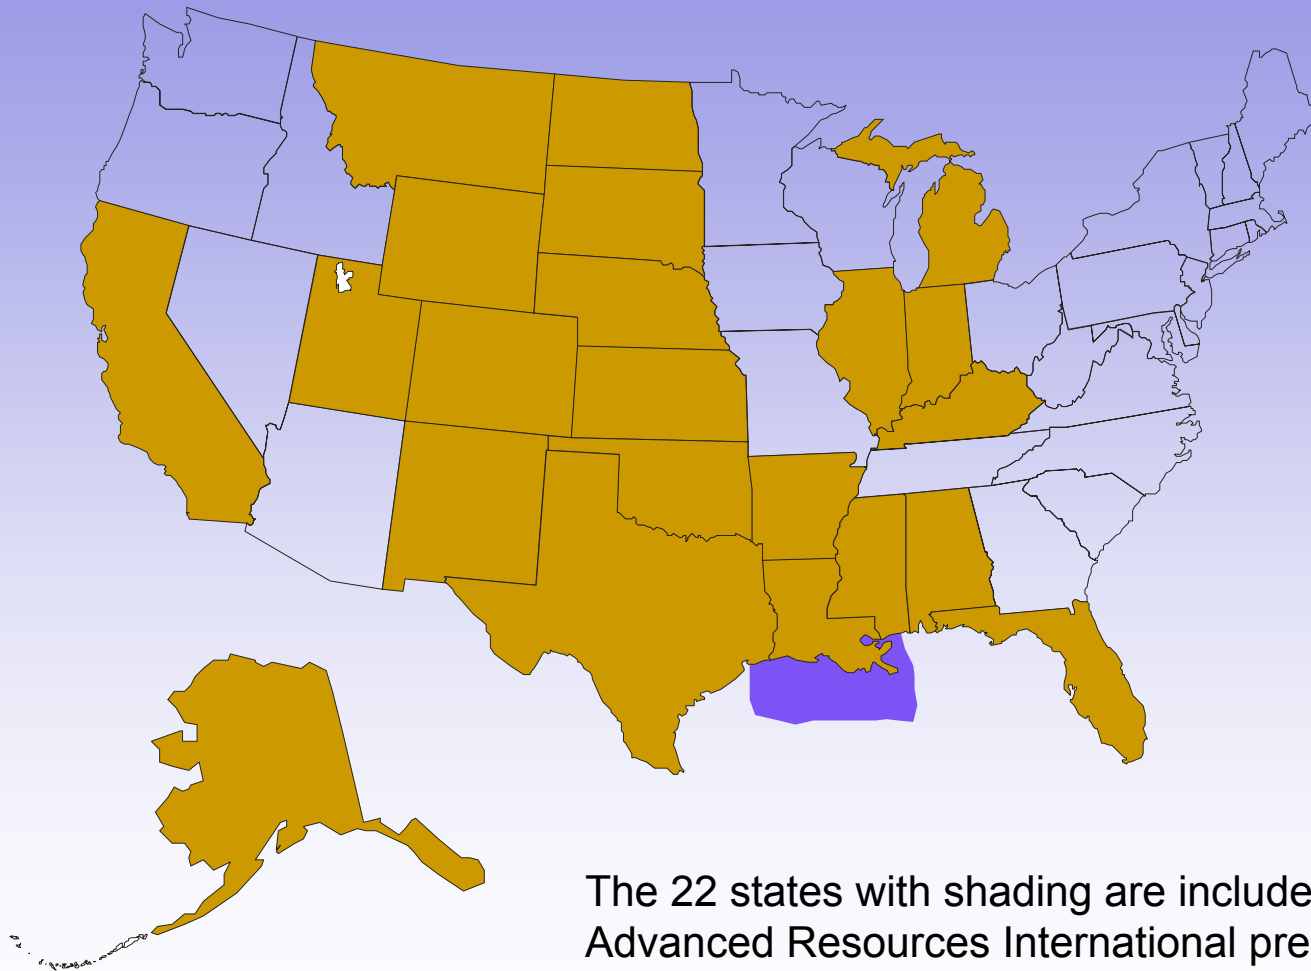 The 22 states with shading are include
Advanced Resources International pre